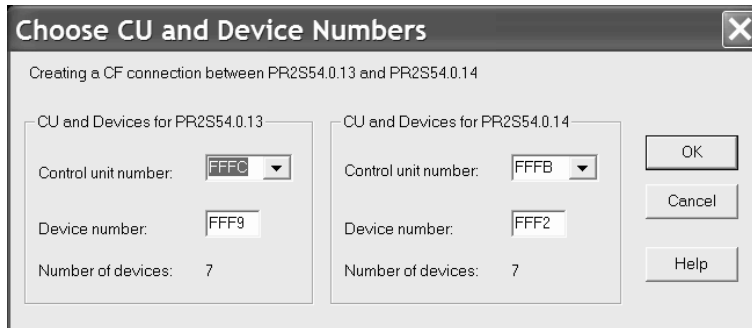 Choose CU and Device Numbers
Creating a CF connection between PR2S54.0.13 and PR2S54.0.14
CU and Devices for PR2S54.0.13
Control unit number: FFFC
Device number: FFF9
Number of devices: 7
CU and Devices for PR2S54.0.14
Control unit number: FFFB
Device number: FFF2
Number of devices: 7
OK
Cancel
Help